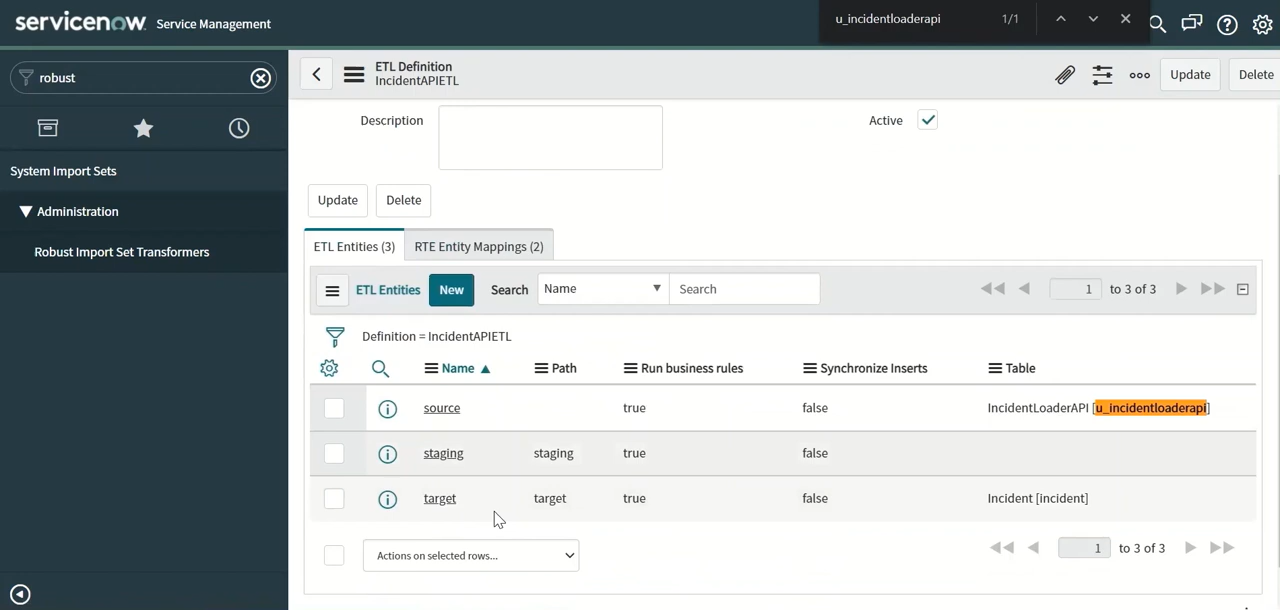 servicenow. Service Management
u_incidentloaderapi 1/1
robust
System Import Sets
Administration
Robust Import Set Transformers
ETL Definition
IncidentAPIETL
ooo Update Delete
Description
Active
Update Delete
ETL Entities (3) RTE Entity Mappings (2)
ETL Entities New Search Name Search 1 to 3 of 3
Definition = IncidentAPIETL
Name Path Run business rules Synchronize Inserts Table
source true false IncidentLoaderAPI [u_incidentloaderapi]
staging staging true false
target target true false Incident [incident]
Actions on selected rows... 1 to 3 of 3